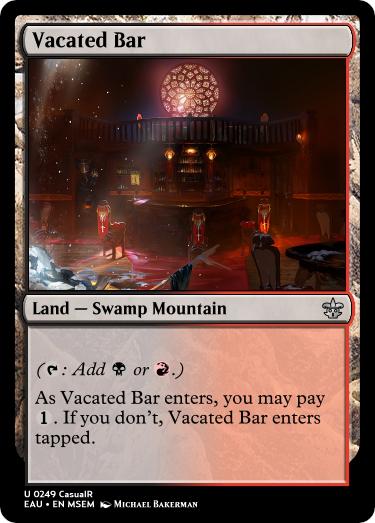 Vacated Bar
Land — Swamp Mountain
(: Add or .)
As Vacated Bar enters, you may pay
1 . If you don't, Vacated Bar enters
tapped.
U 0249 CasualR
EAU • EN MSEM Michael Bakerman